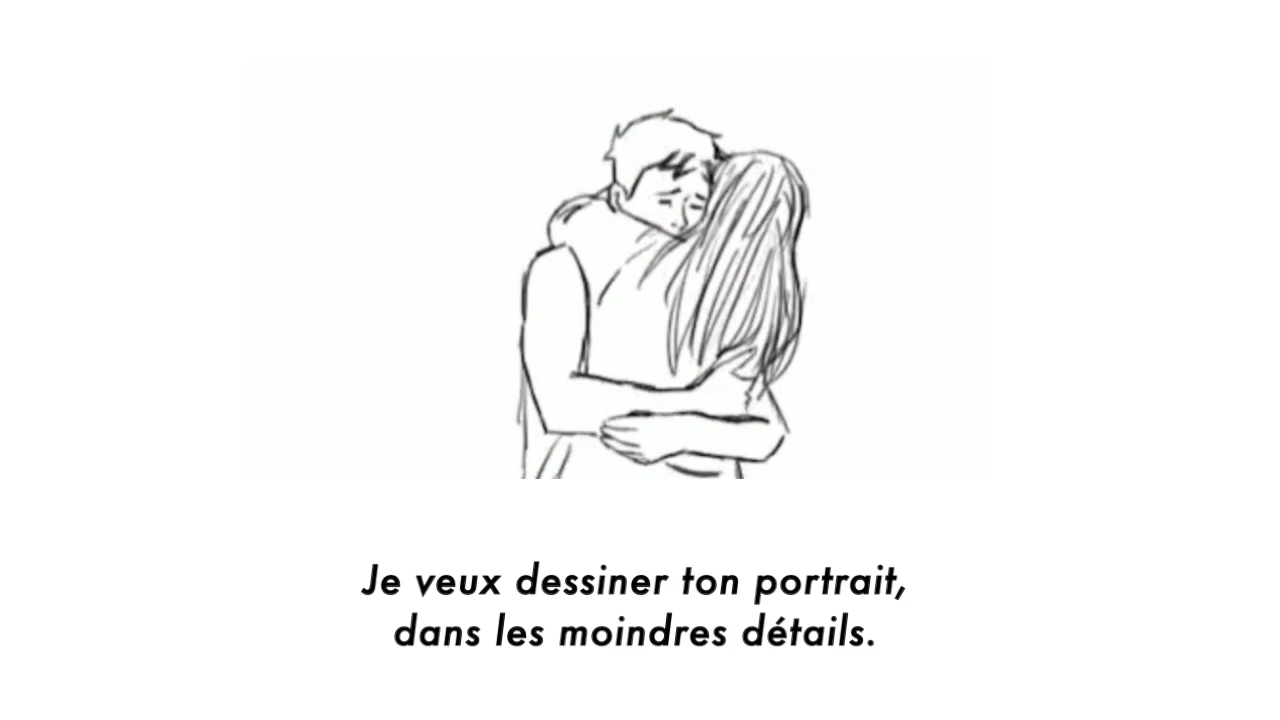 Je veux dessiner ton portrait,
dans les moindres détails.